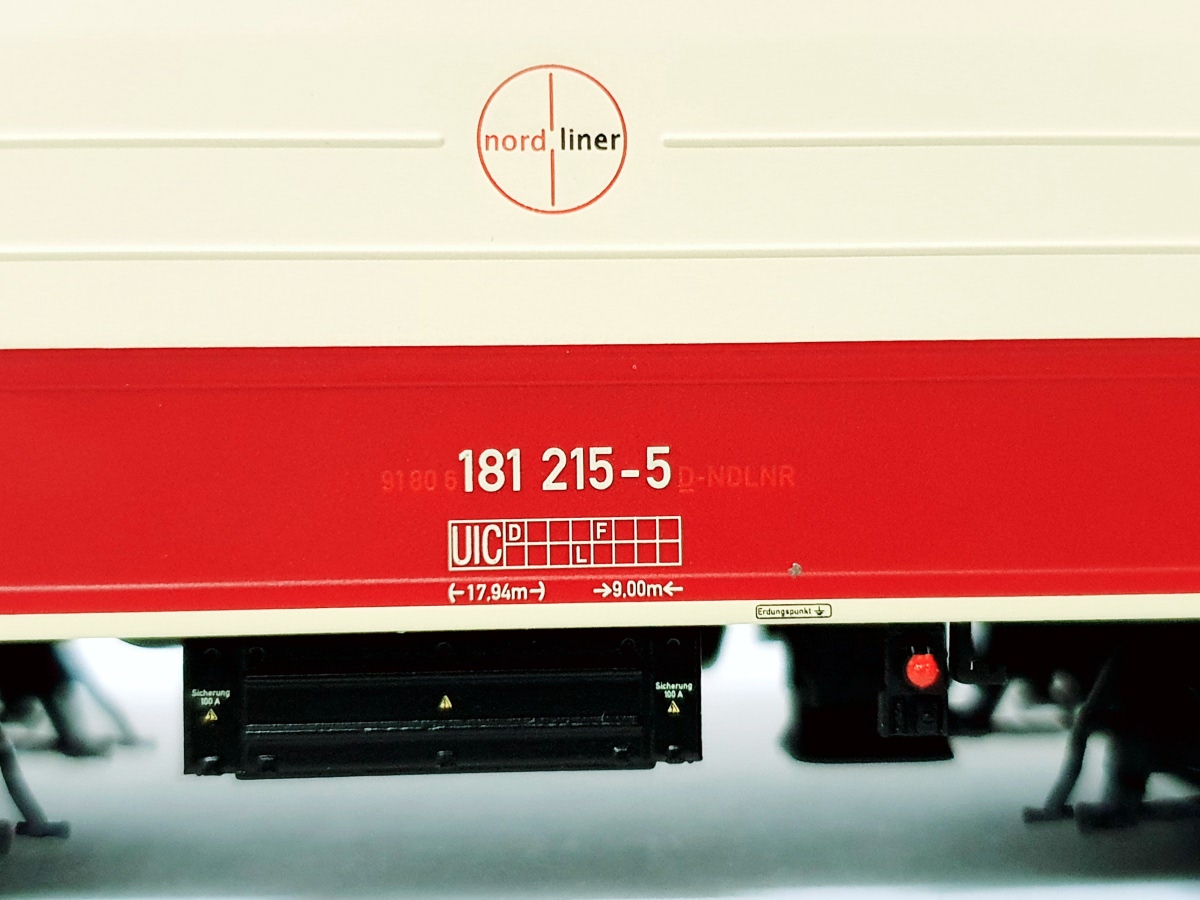 nord liner
91 80 6 181 215-5 D-NDLNR
UIC D F
L
17,94m 9,00m
Erdungspunkt
Sicherung
100 A
Sicherung
100 A